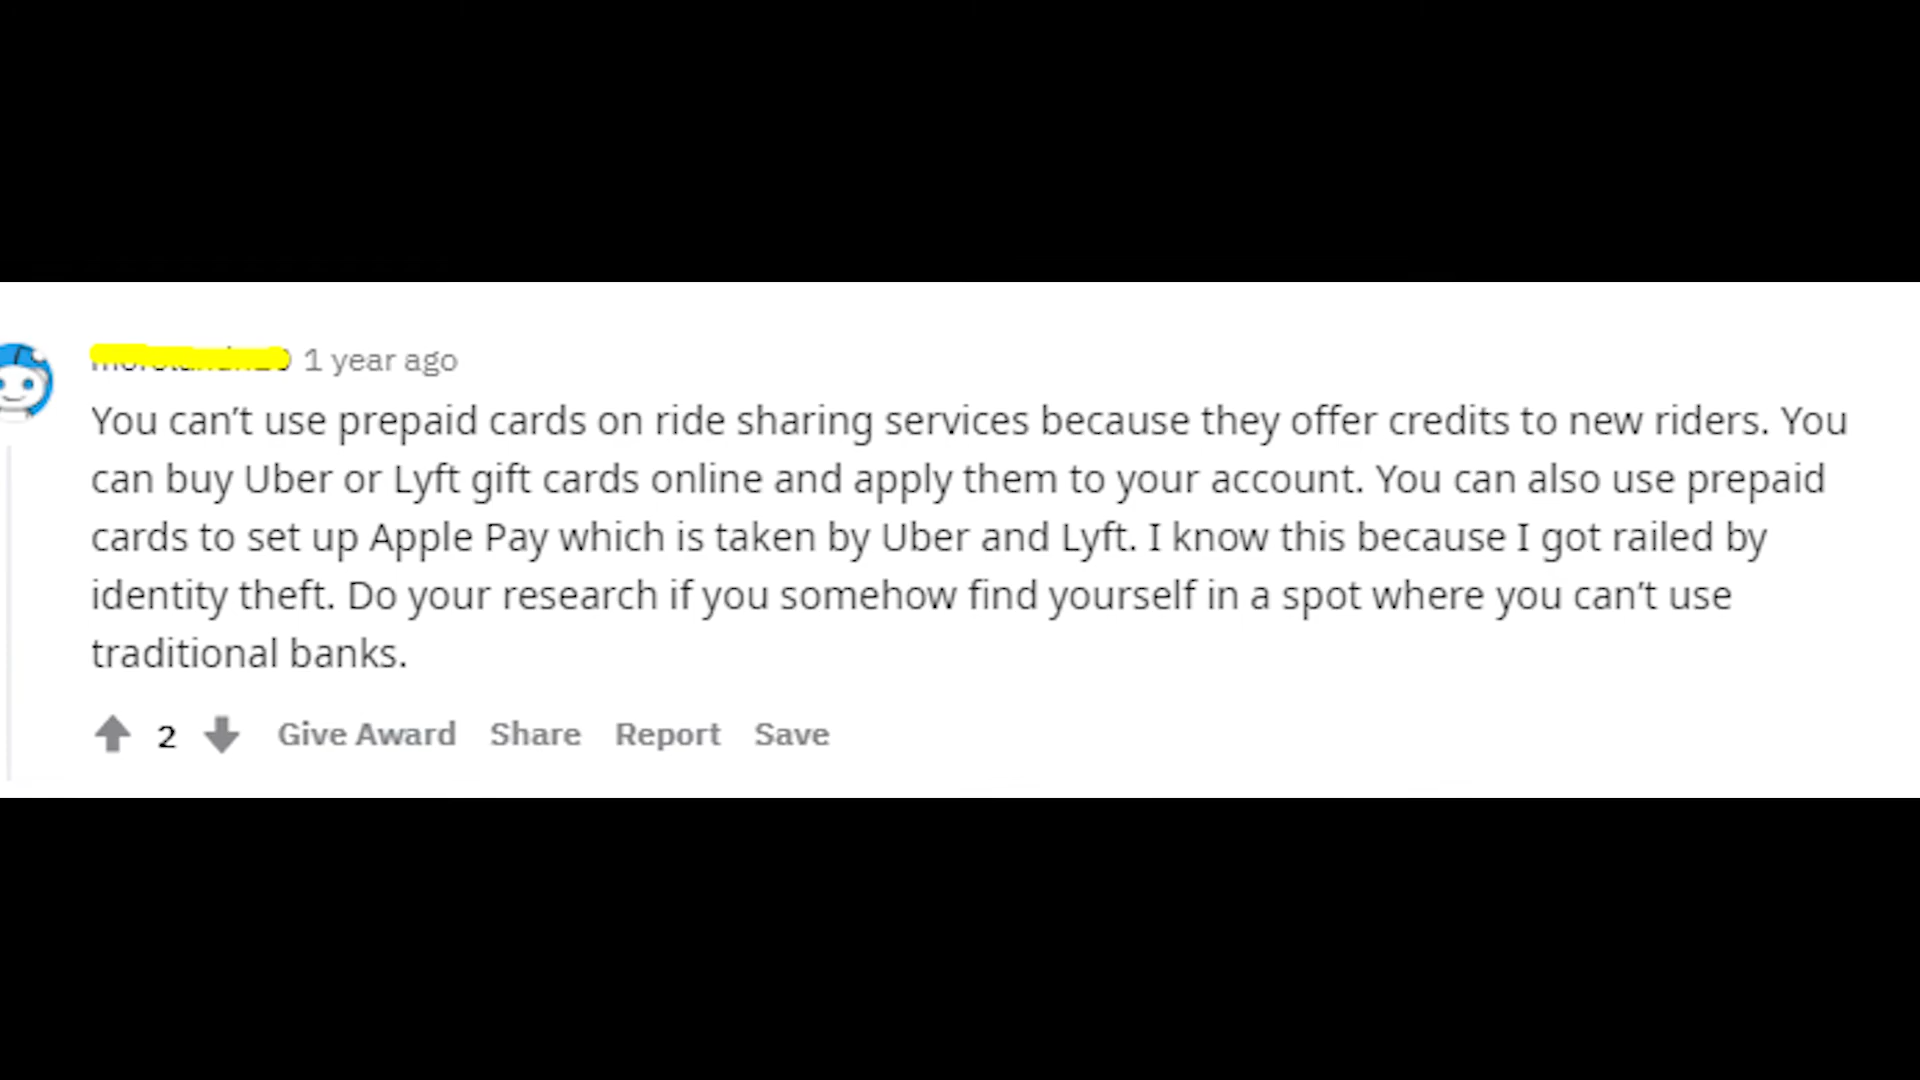 1 year ago
You can't use prepaid cards on ride sharing services because they offer credits to new riders. You
can buy Uber or Lyft gift cards online and apply them to your account. You can also use prepaid
cards to set up Apple Pay which is taken by Uber and Lyft. I know this because I got railed by
identity theft. Do your research if you somehow find yourself in a spot where you can't use
traditional banks.
2 Give Award Share Report Save